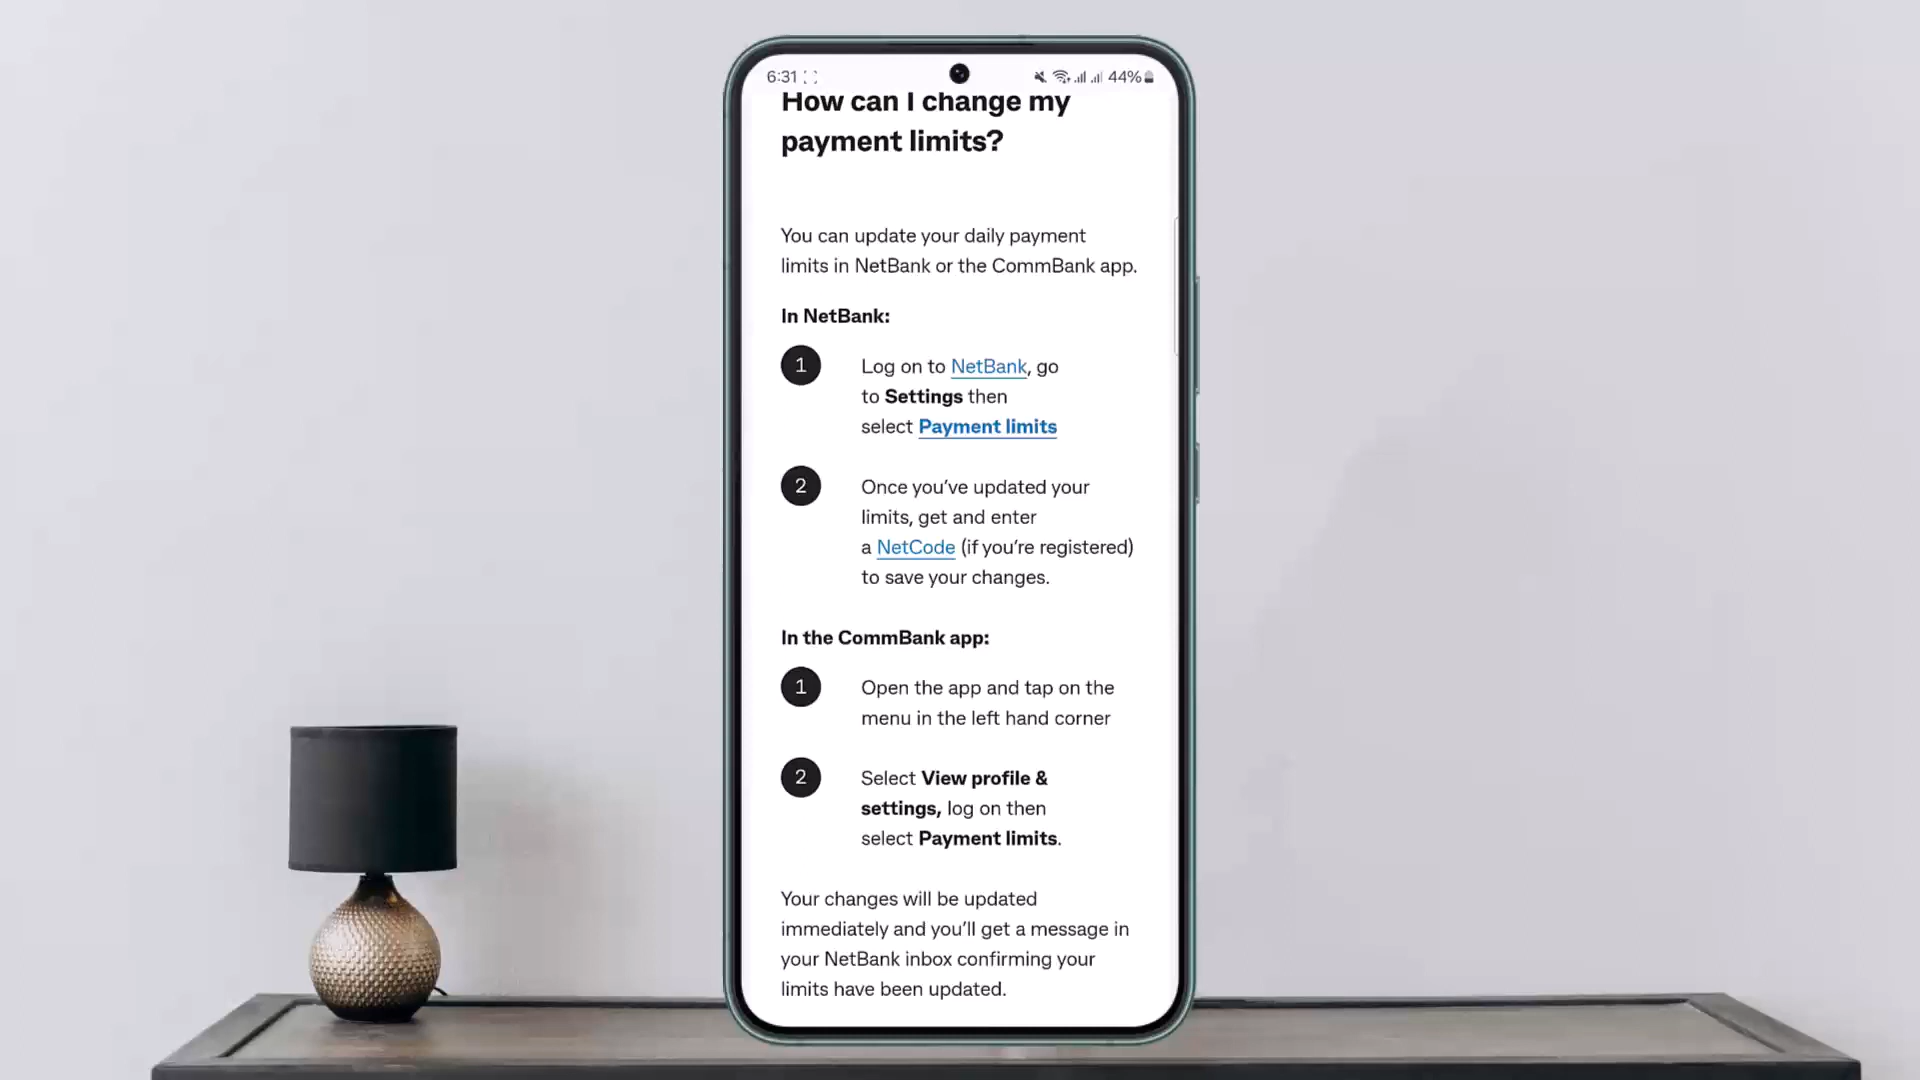 6:31
44%
How can I change my
payment limits?
You can update your daily payment
limits in NetBank or the CommBank app.
In NetBank:
1
Log on to NetBank, go
to Settings then
select Payment limits
2
Once you’ve updated your
limits, get and enter
a NetCode (if you’re registered)
to save your changes.
In the CommBank app:
1
Open the app and tap on the
menu in the left hand corner
2
Select View profile &
settings, log on then
select Payment limits.
Your changes will be updated
immediately and you’ll get a message in
your NetBank inbox confirming your
limits have been updated.